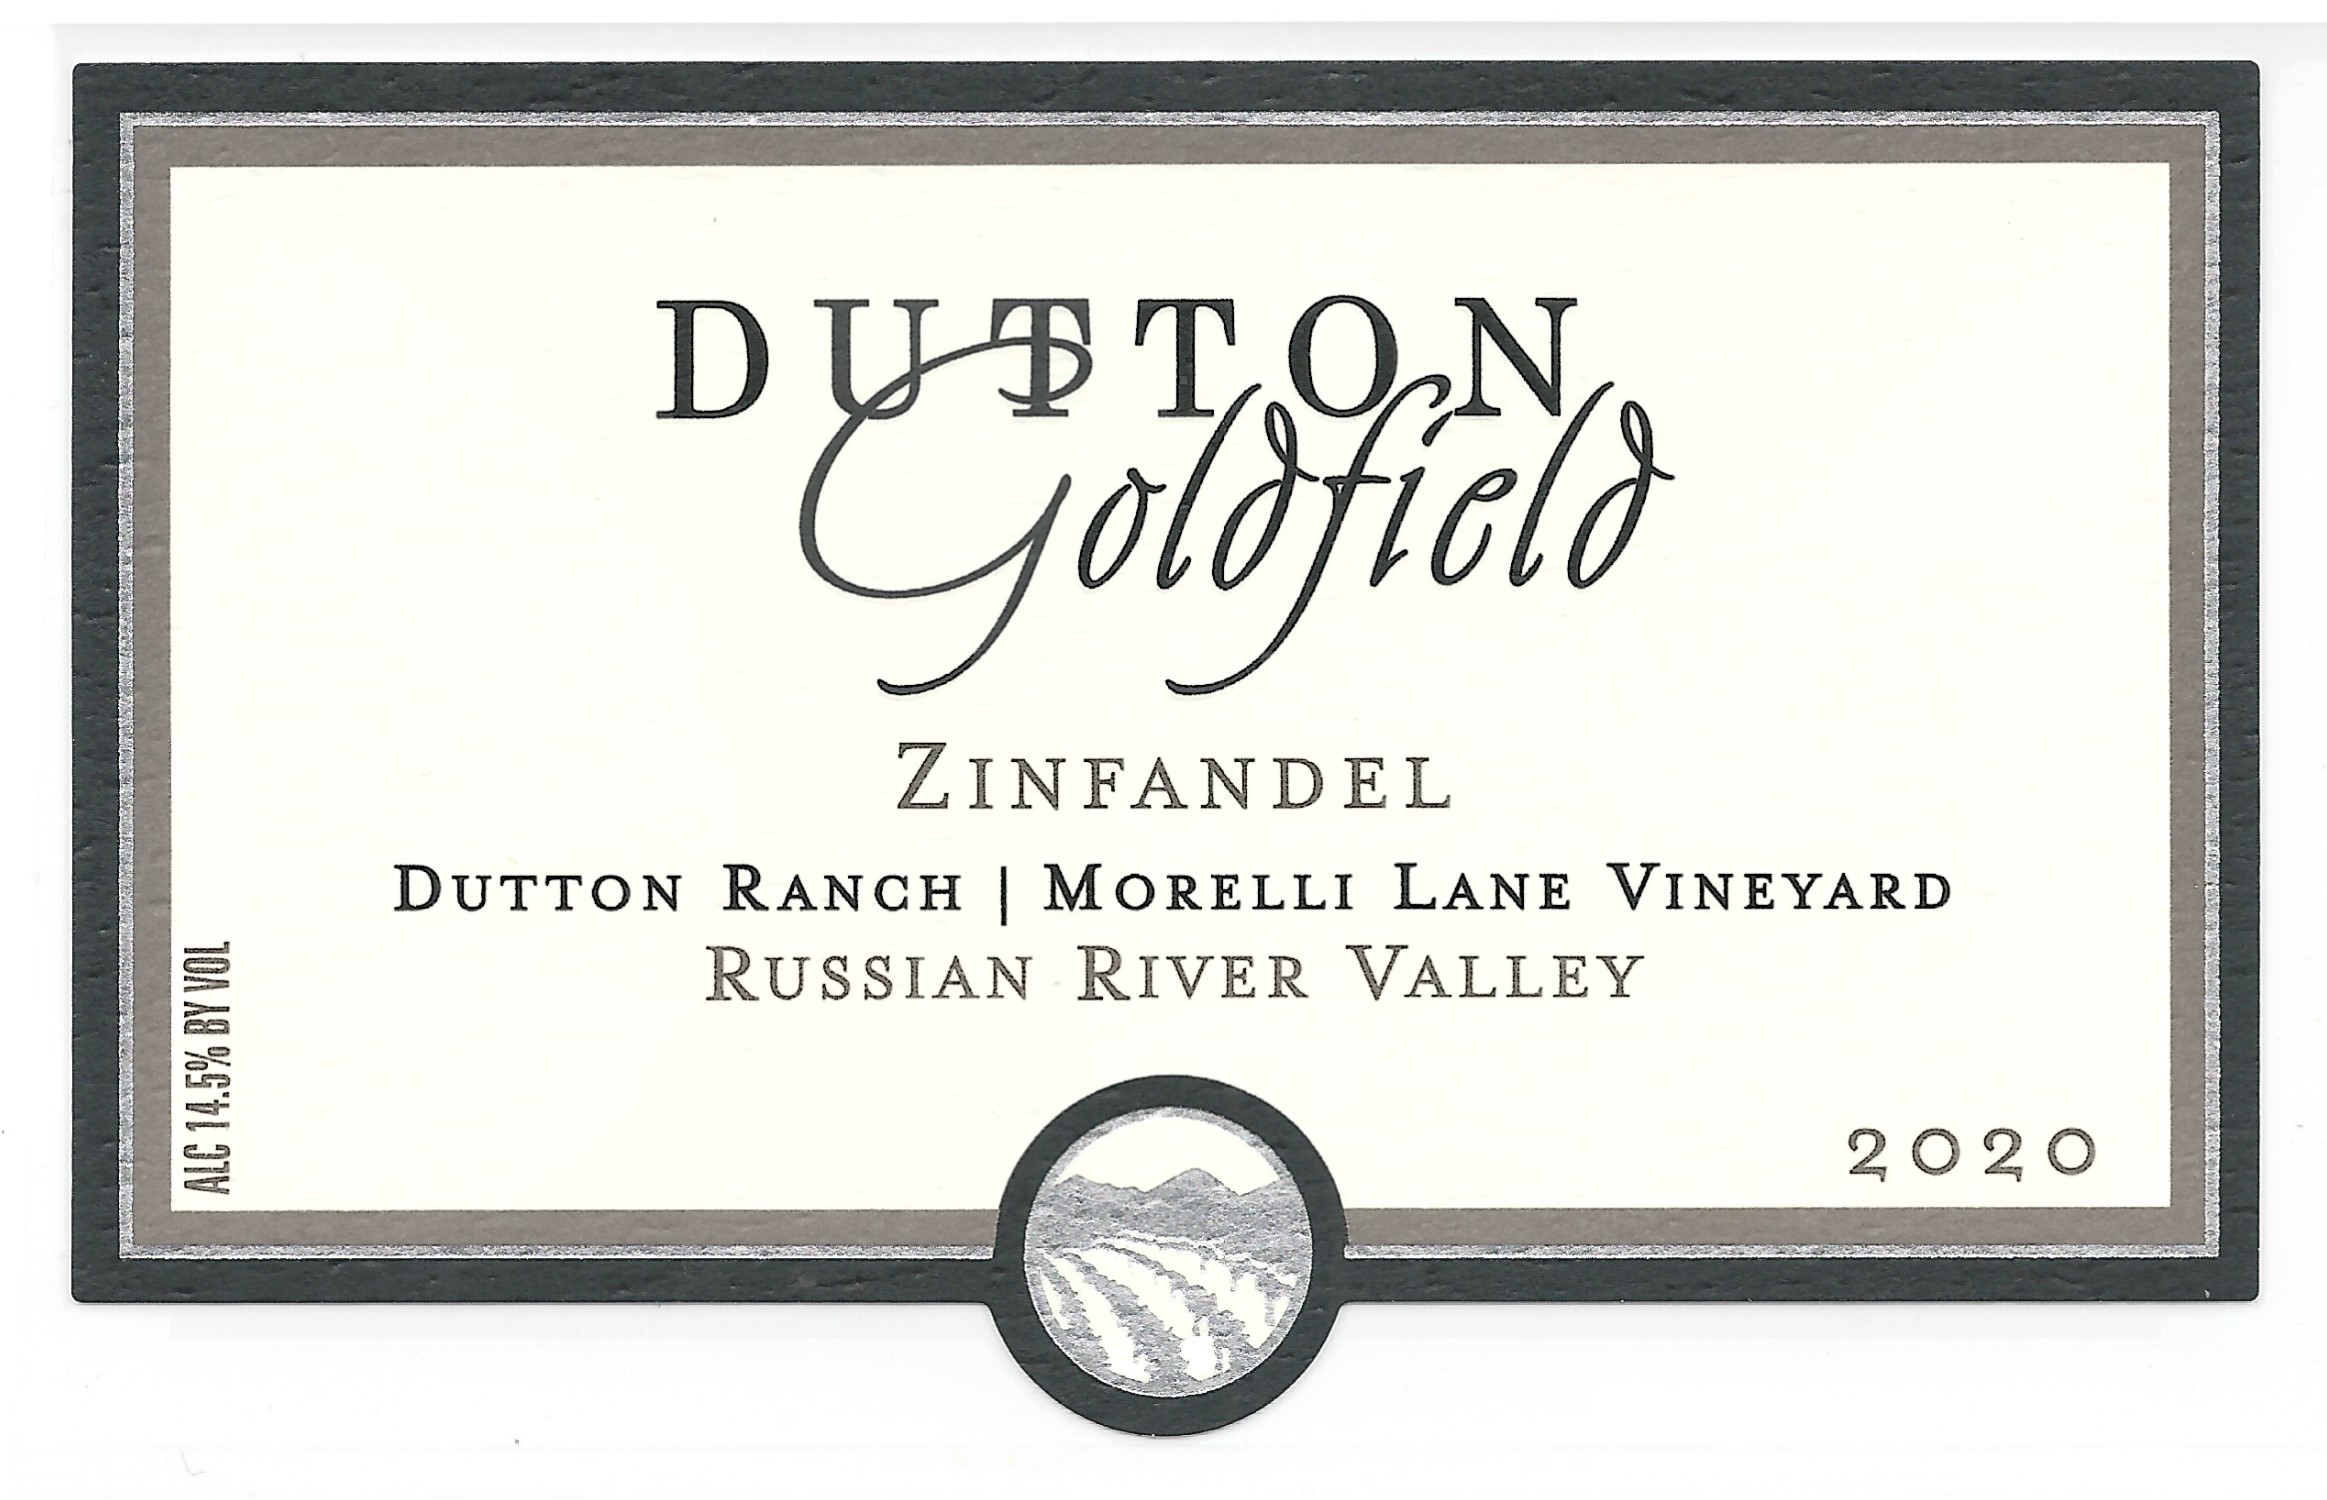 DUTTON
Goldfield
ZINFANDEL
DUTTON RANCH | MORELLI LANE VINEYARD
RUSSIAN RIVER VALLEY
ALC 14.5% BY VOL
2020